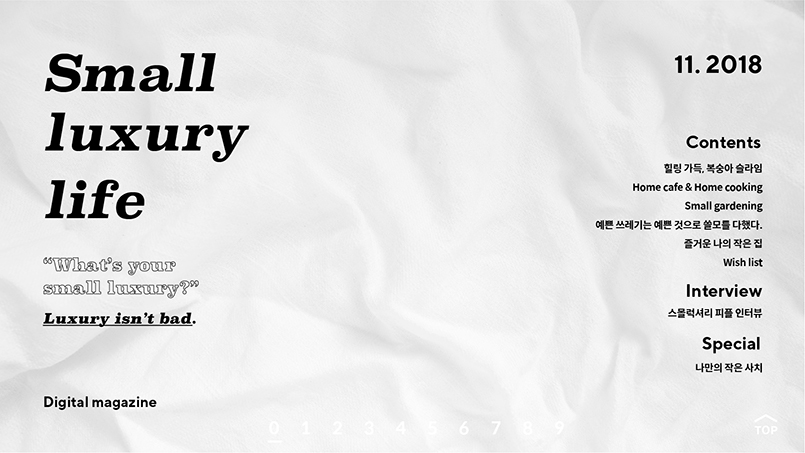 Small
luxury
life
“What’s your
small luxury?”
Luxury isn’t bad.
Digital magazine
11. 2018
Contents
힐링 가득, 복숭아 슬라임
Home cafe & Home cooking
Small gardening
예쁜 쓰레기는 예쁜 것으로 쓸모를 다했다.
즐거운 나의 작은 집
Wish list
Interview
스몰럭셔리 피플 인터뷰
Special
나만의 작은 사치
0 1 2 3 4 5 6 7 8 9
TOP